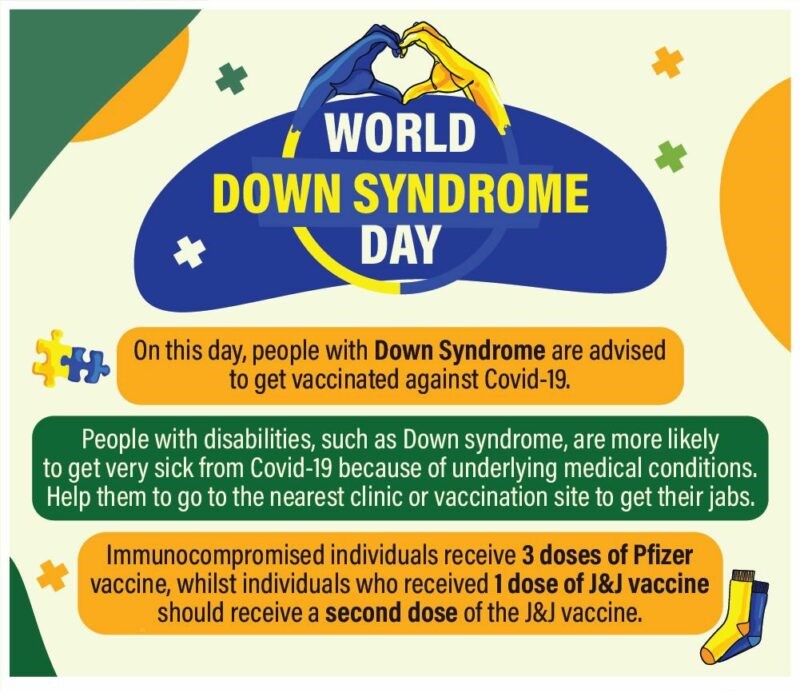 WORLD
DOWN SYNDROME
DAY
On this day, people with Down Syndrome are advised
to get vaccinated against Covid-19.
People with disabilities, such as Down syndrome, are more likely
to get very sick from Covid-19 because of underlying medical conditions.
Help them to go to the nearest clinic or vaccination site to get their jabs.
Immunocompromised individuals receive 3 doses of Pfizer
vaccine, whilst individuals who received 1 dose of J&J vaccine
should receive a second dose of the J&J vaccine.